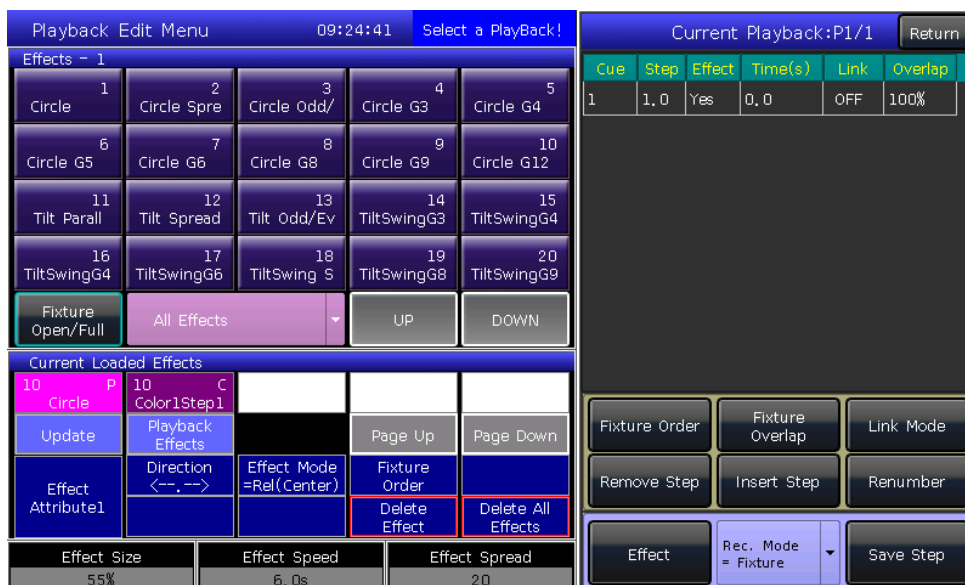 Playback Edit Menu 09:24:41 Select a PlayBack!
Effects - 1
1 2 3 4 5
Circle Circle Spre Circle Odd/ Circle G3 Circle G4
6 7 8 9 10
Circle G5 Circle G6 Circle G8 Circle G9 Circle G12
11 12 13 14 15
Tilt Parall Tilt Spread Tilt Odd/Ev TiltSwingG3 TiltSwingG4
16 17 18 19 20
TiltSwingG4 TiltSwingG6 TiltSwing S TiltSwingG8 TiltSwingG9
Fixture
Open/Full
All Effects
UP
DOWN
Current Loaded Effects
10 P 10 C
Circle Color1Step1
Update
Playback
Effects
Page Up
Page Down
Effect
Attribute1
Direction
<--.-->
Effect Mode
=Rel(Center)
Fixture
Order
Delete
Effect
Delete All
Effects
Effect Size Effect Speed Effect Spread
55% 6.0s 20
Current Playback:P1/1 Return
Cue Step Effect Time(s) Link Overlap
1 1.0 Yes 0.0 OFF 100%
Fixture Order
Fixture
Overlap
Link Mode
Remove Step
Insert Step
Renumber
Effect
Rec. Mode
= Fixture
Save Step